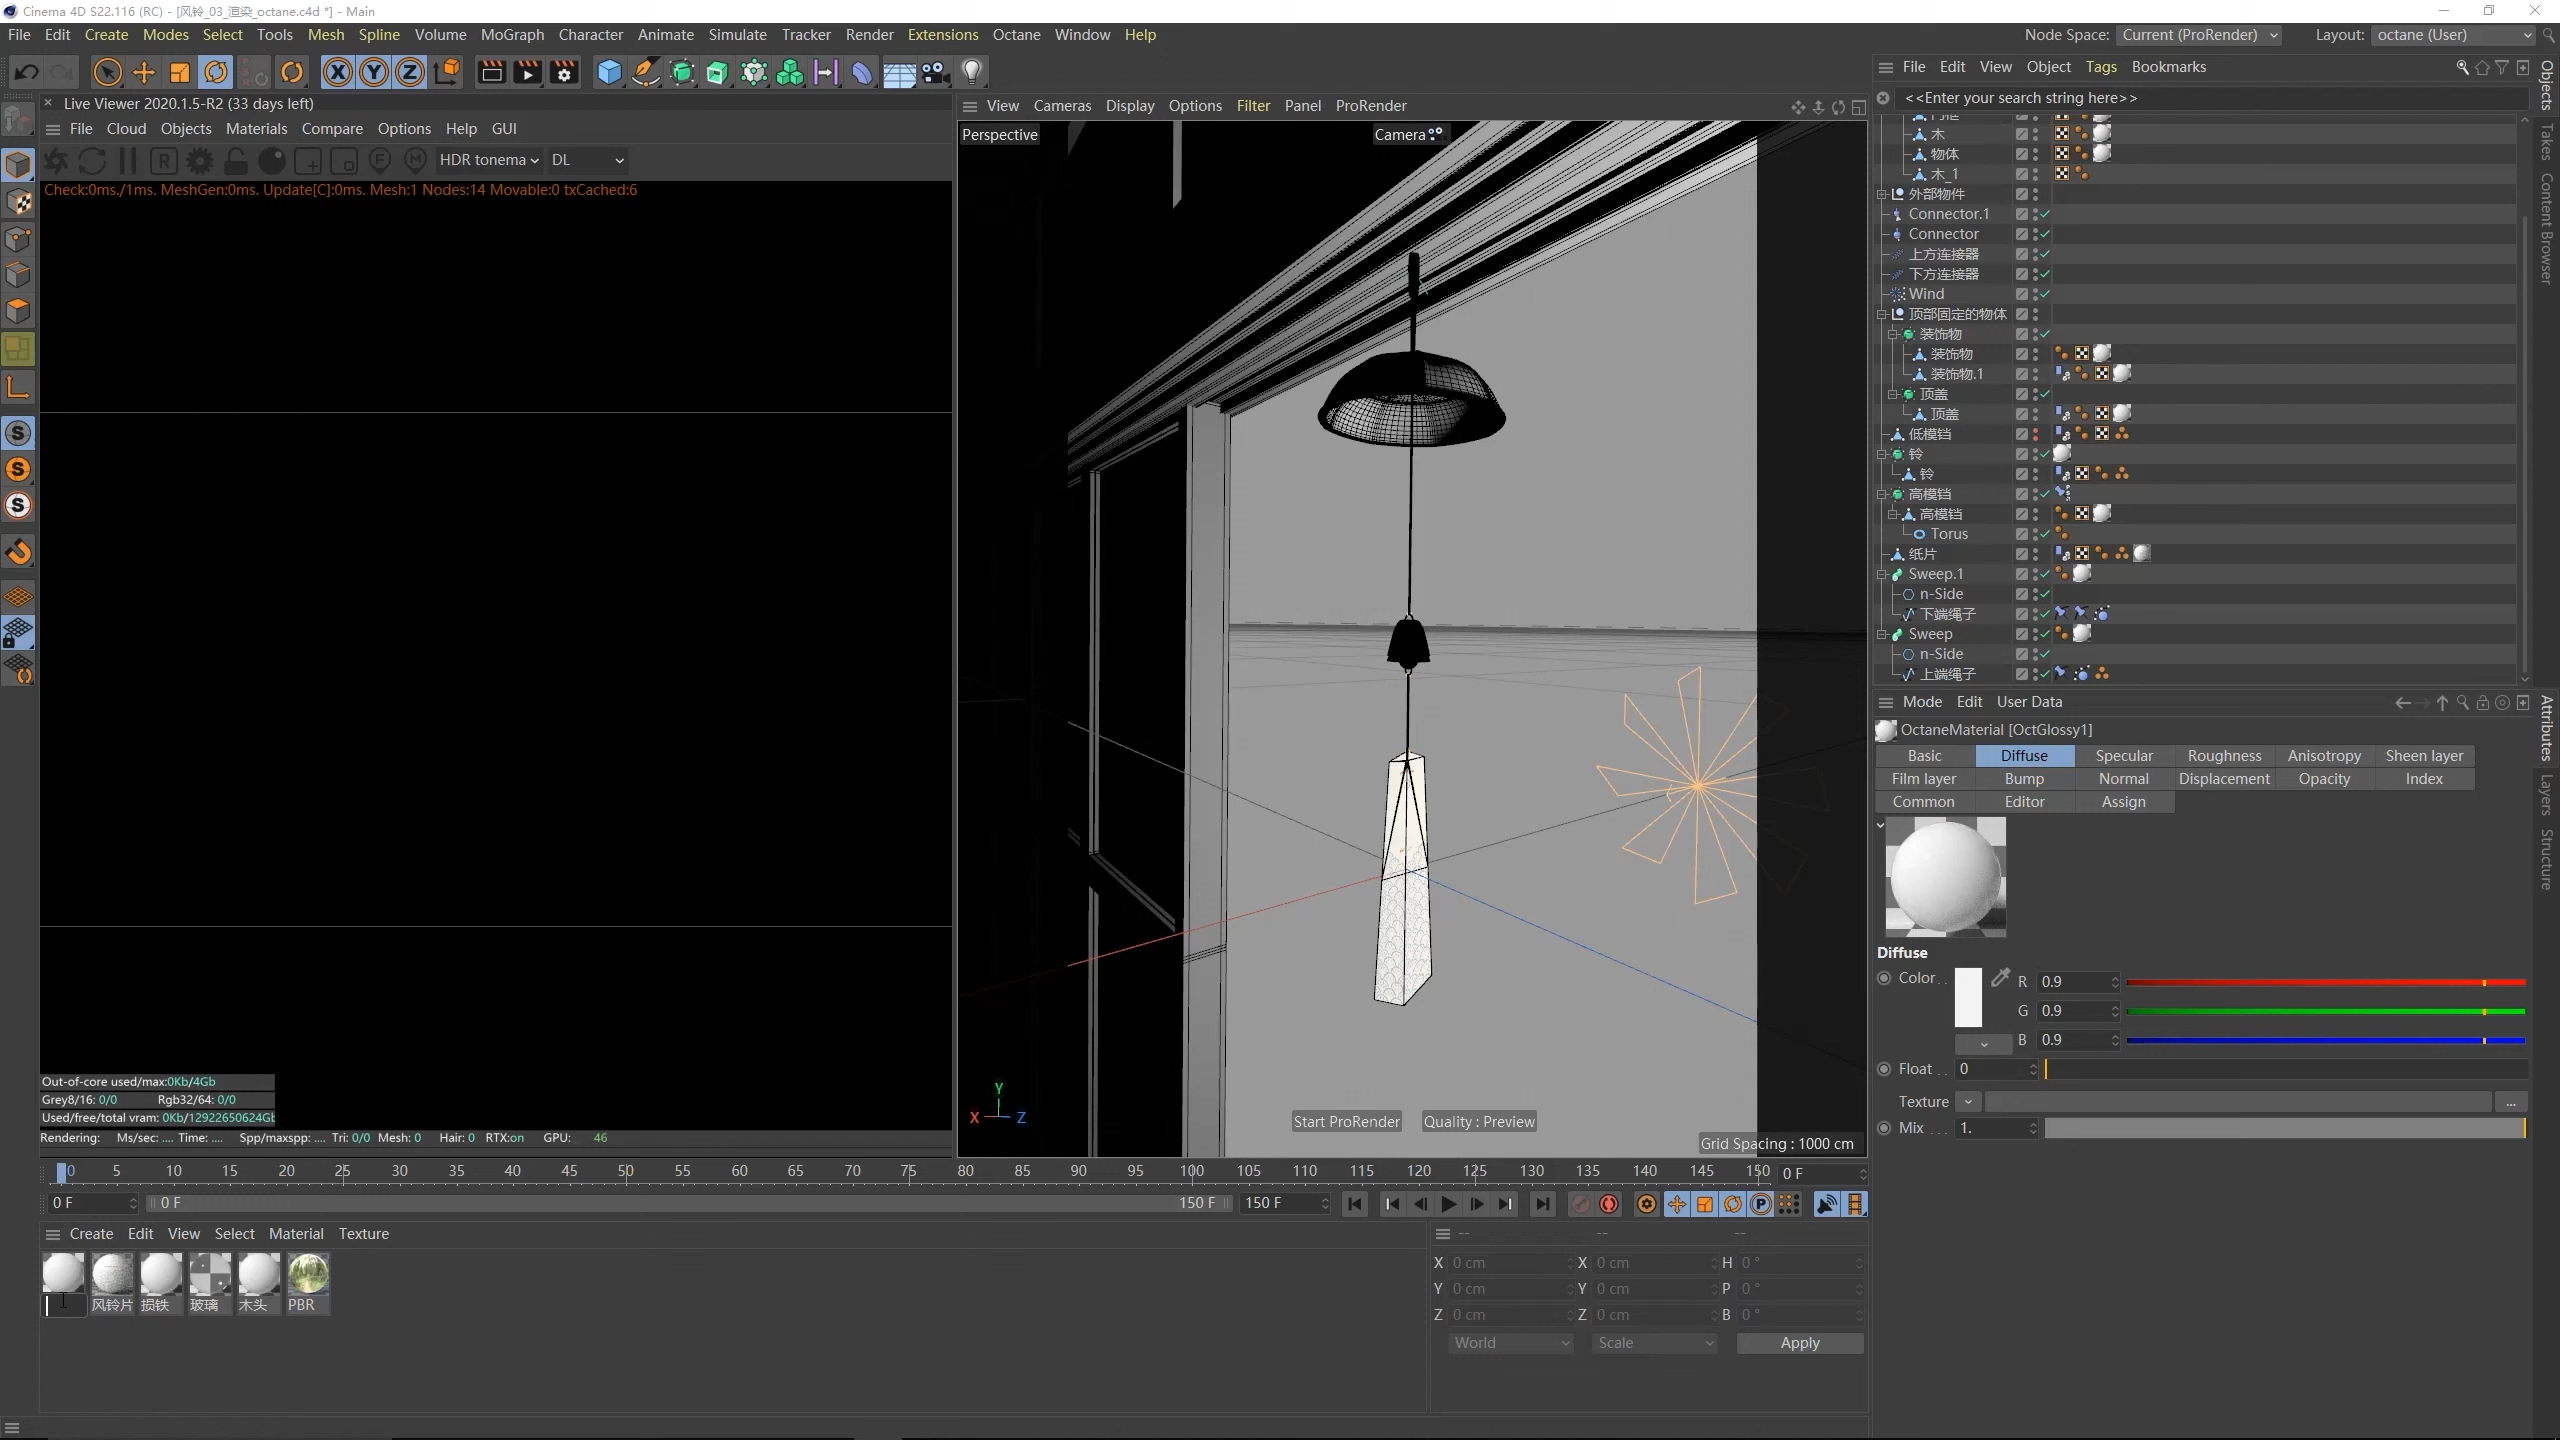 Cinema 4D S22.116 (RC) - [风铃_03_渲染_octane.c4d *] - Main
File Edit Create Modes Select Tools Mesh Spline Volume MoGraph Character Animate Simulate Tracker Render Extensions Octane Window Help
Node Space: Current (ProRender) Layout: octane (User)
Live Viewer 2020.1.5-R2 (33 days left)
File Cloud Objects Materials Compare Options Help GUI
HDR tonema DL
Check:0ms./1ms. MeshGen:0ms. Update[C]:0ms. Mesh:1 Nodes:14 Movable:0 txCached:6
Out-of-core used/max:0Kb/4Gb
Grey8/16: 0/0 Rgb32/64: 0/0
Used/free/total vram: 0Kb/12922650624Gb
Rendering: Ms/sec: .... Time: .... Spp/maxspp: .... Tri: 0/0 Mesh: 0 Hair: 0 RTX:on GPU: 46
View Cameras Display Options Filter Panel ProRender
Perspective
Camera
Y
X Z
Start ProRender Quality : Preview
Grid Spacing : 1000 cm
File Edit View Object Tags Bookmarks
<<Enter your search string here>>
木
物体
木_1
外部物件
Connector.1
Connector
上方连接器
下方连接器
Wind
顶部固定的物体
装饰物
装饰物
装饰物.1
顶盖
顶盖
低模铛
铃
铃
高模铛
高模铛
Torus
纸片
Sweep.1
n-Side
下端绳子
Sweep
n-Side
上端绳子
Objects
Takes
Content Browser
Mode Edit User Data
OctaneMaterial [OctGlossy1]
Basic Diffuse Specular Roughness Anisotropy Sheen layer
Film layer Bump Normal Displacement Opacity Index
Common Editor Assign
Diffuse
Color . . R 0.9
G 0.9
B 0.9
Float . . 0
Texture ...
Mix . . . 1.
Attributes
Layers
Structure
0 5 10 15 20 25 30 35 40 45 50 55 60 65 70 75 80 85 90 95 100 105 110 115 120 125 130 135 140 145 150 0 F
0 F 0 F 150 F 150 F
Create Edit View Select Material Texture
风铃片 损铁 玻璃 木头 PBR
-- -- --
X 0 cm X 0 cm H 0 °
Y 0 cm Y 0 cm P 0 °
Z 0 cm Z 0 cm B 0 °
World Scale Apply